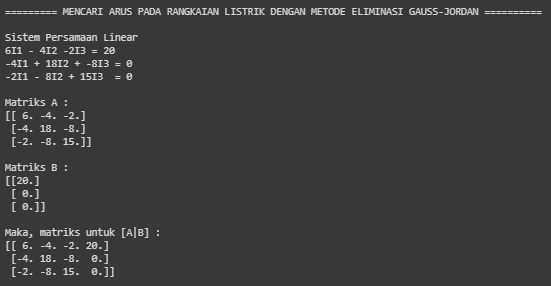 ========= MENCARI ARUS PADA RANGKAIAN LISTRIK DENGAN METODE ELIMINASI GAUSS-JORDAN ==========
Sistem Persamaan Linear
6I1 - 4I2 -2I3 = 20
-4I1 + 18I2 + -8I3 = 0
-2I1 - 8I2 + 15I3  = 0
Matriks A :
[[ 6. -4. -2.]
 [-4. 18. -8.]
 [-2. -8. 15.]]
Matriks B :
[[20.]
 [ 0.]
 [ 0.]]
Maka, matriks untuk [A|B] :
[[ 6. -4. -2. 20.]
 [-4. 18. -8.  0.]
 [-2. -8. 15.  0.]]